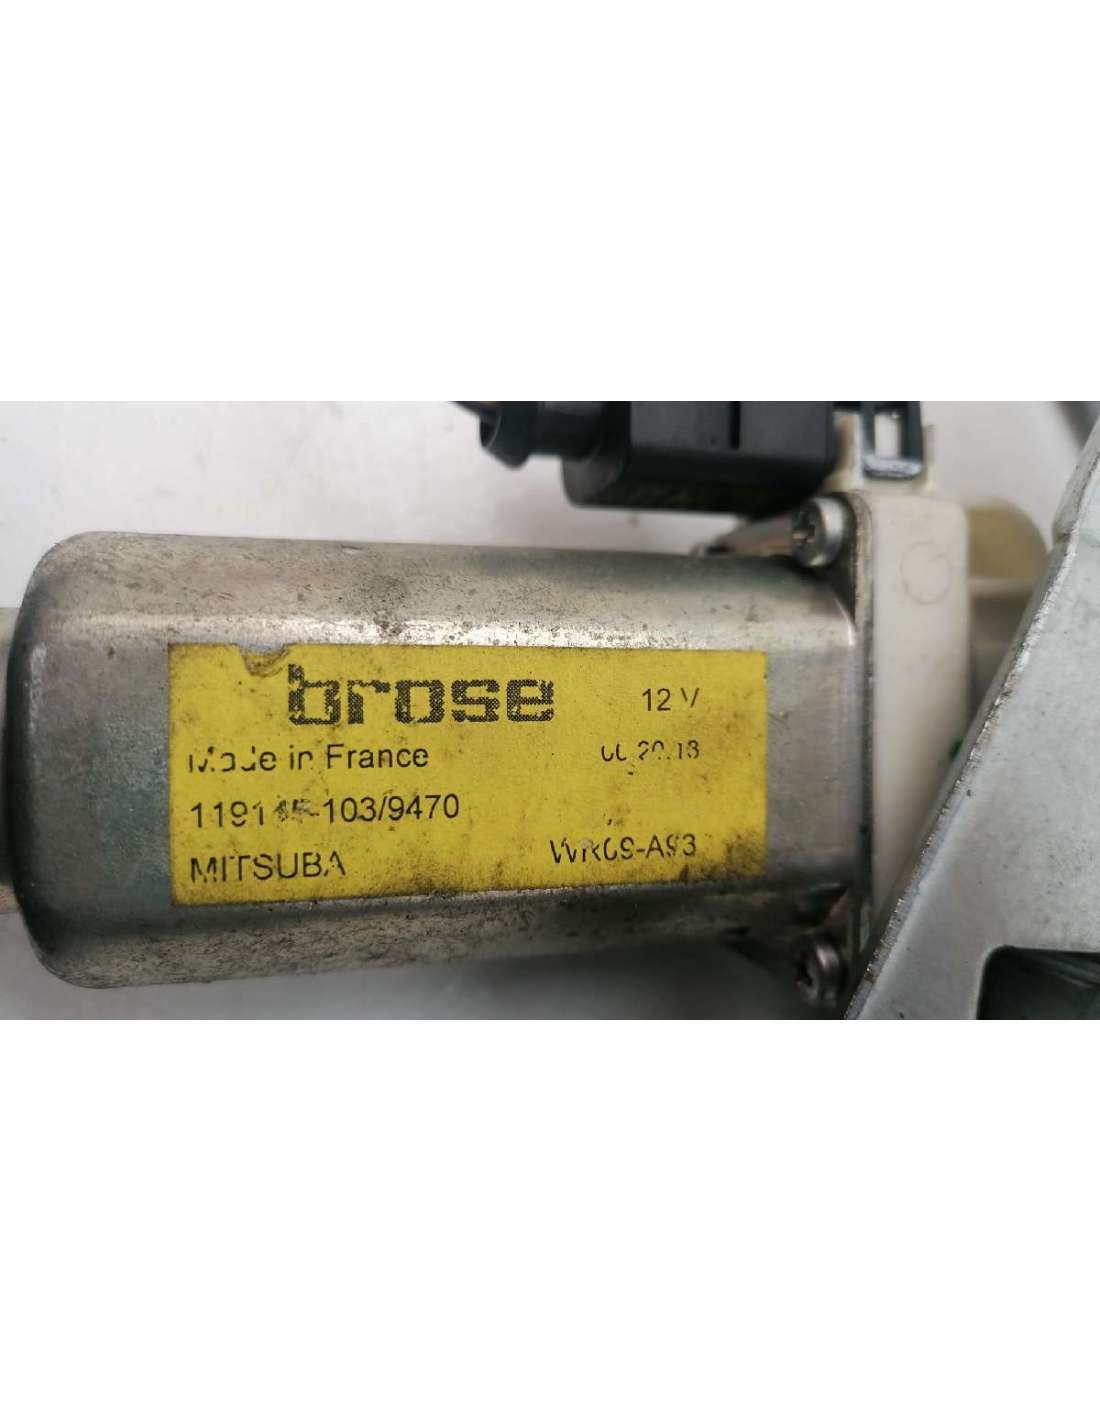 brose
12 V
Made in France
119145-103/9470
MITSUBA